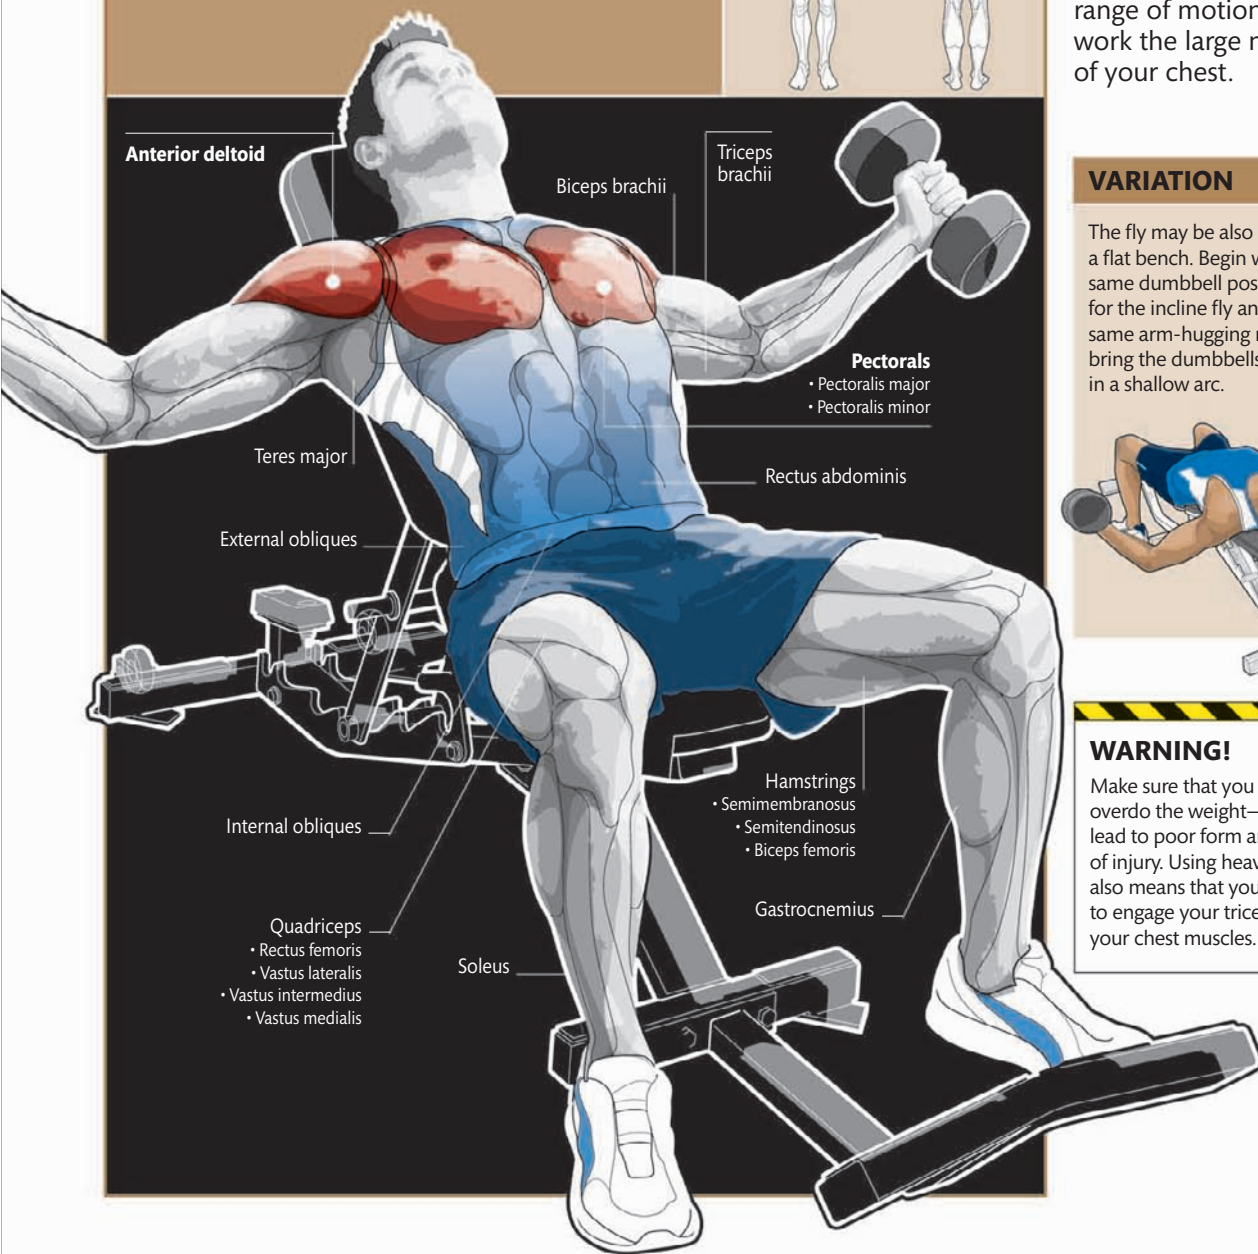 range of motion
work the large
of your chest.
Anterior deltoid
Biceps brachii
Triceps
brachii
Pectorals
• Pectoralis major
• Pectoralis minor
Teres major
Rectus abdominis
External obliques
Internal obliques
Hamstrings
• Semimembranosus
• Semitendinosus
• Biceps femoris
Quadriceps
• Rectus femoris
• Vastus lateralis
• Vastus intermedius
• Vastus medialis
Gastrocnemius
Soleus
VARIATION
The fly may be also
a flat bench. Begin
same dumbbell pos
for the incline fly an
same arm-hugging
bring the dumbbells
in a shallow arc.
WARNING!
Make sure that you
overdo the weight—
lead to poor form a
of injury. Using heav
also means that you
to engage your trice
your chest muscles.